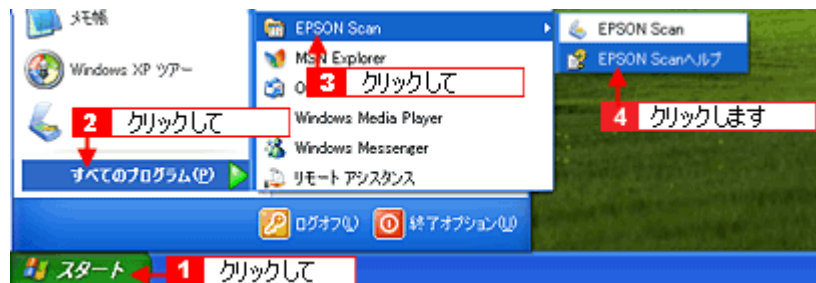 メモ帳
Windows XP ツアー
2 クリックして
すべてのプログラム(P)
EPSON Scan
MSN Explorer
3 クリックして
Windows Media Player
Windows Messenger
リモート アシスタンス
EPSON Scan
EPSON Scanヘルプ
4 クリックします
ログオフ(L)
終了オプション(U)
スタート
1 クリックして